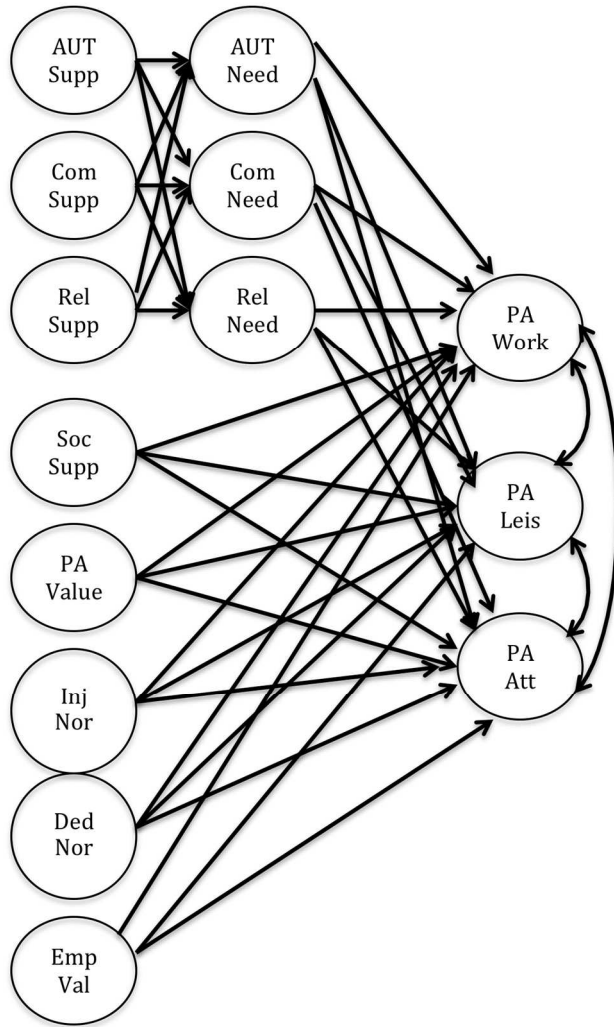 AUT
Supp
AUT
Need
Com
Supp
Com
Need
Rel
Supp
Rel
Need
PA
Work
Soc
Supp
PA
Leis
PA
Value
PA
Att
Inj
Nor
Ded
Nor
Emp
Val